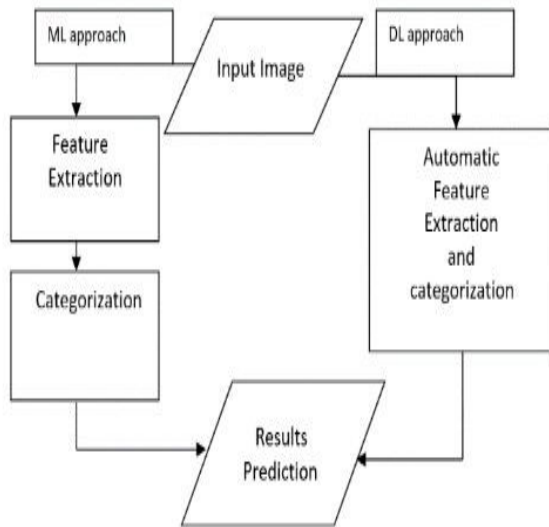 ML approach
Input Image
DL approach
Feature
Extraction
Automatic
Feature
Extraction
and
categorization
Categorization
Results
Prediction